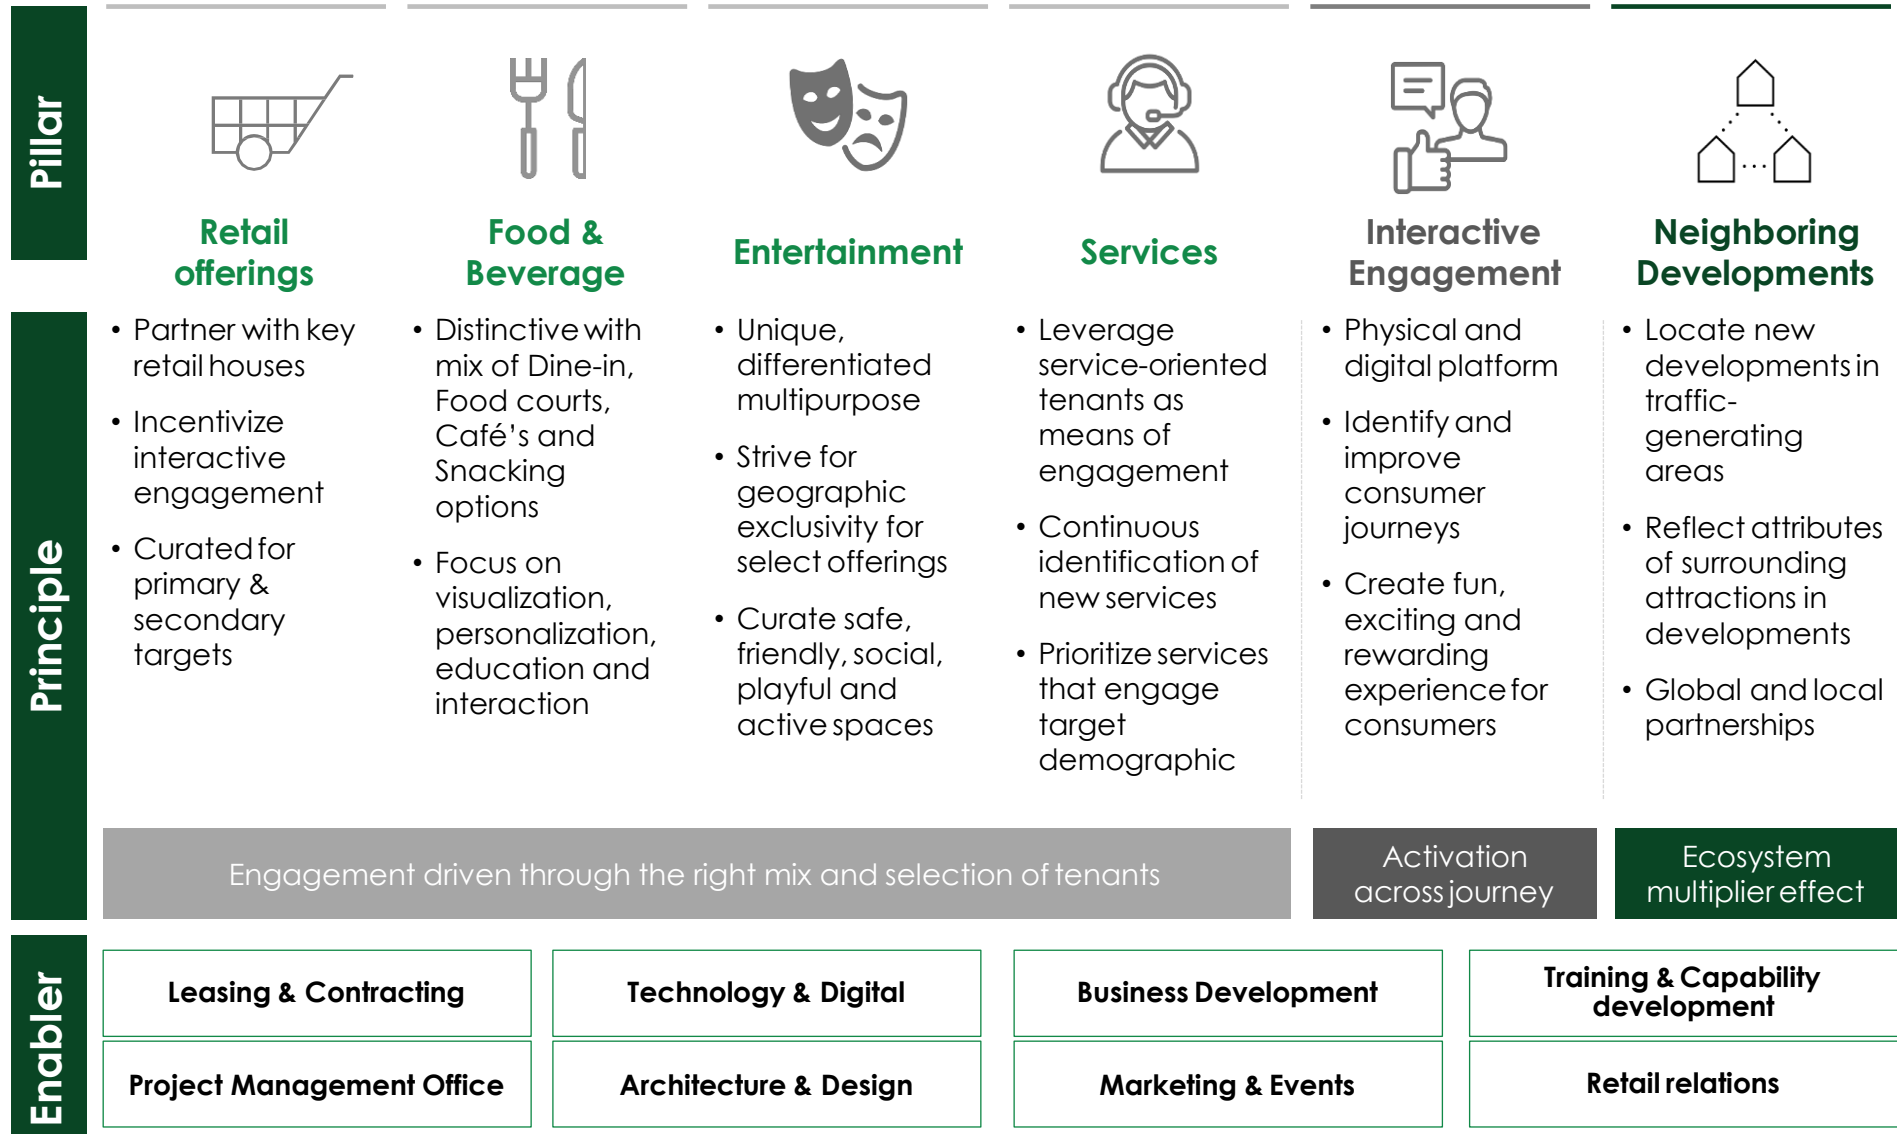 Pillar
Retail
offerings
Food &
Beverage
Entertainment
Services
Interactive
Engagement
Neighboring
Developments
Principle
• Partner with key
retail houses
• Incentivize
interactive
engagement
• Curated for
primary &
secondary
targets
• Distinctive with
mix of Dine-in,
Food courts,
Café's and
Snacking
options
• Focus on
visualization,
personalization,
education and
interaction
• Unique,
differentiated
multipurpose
• Strive for
geographic
exclusivity for
select offerings
• Curate safe,
friendly, social,
playful and
active spaces
• Leverage
service-oriented
tenants as
means of
engagement
• Continuous
identification of
new services
• Prioritize services
that engage
target
demographic
• Physical and
digital platform
• Identify and
improve
consumer
journeys
• Create fun,
exciting and
rewarding
experience for
consumers
• Locate new
developments in
traffic-
generating
areas
• Reflect attributes
of surrounding
attractions in
developments
• Global and local
partnerships
Engagement driven through the right mix and selection of tenants
Activation
across journey
Ecosystem
multiplier effect
Enabler
Leasing & Contracting
Technology & Digital
Business Development
Training & Capability
development
Project Management Office
Architecture & Design
Marketing & Events
Retail relations